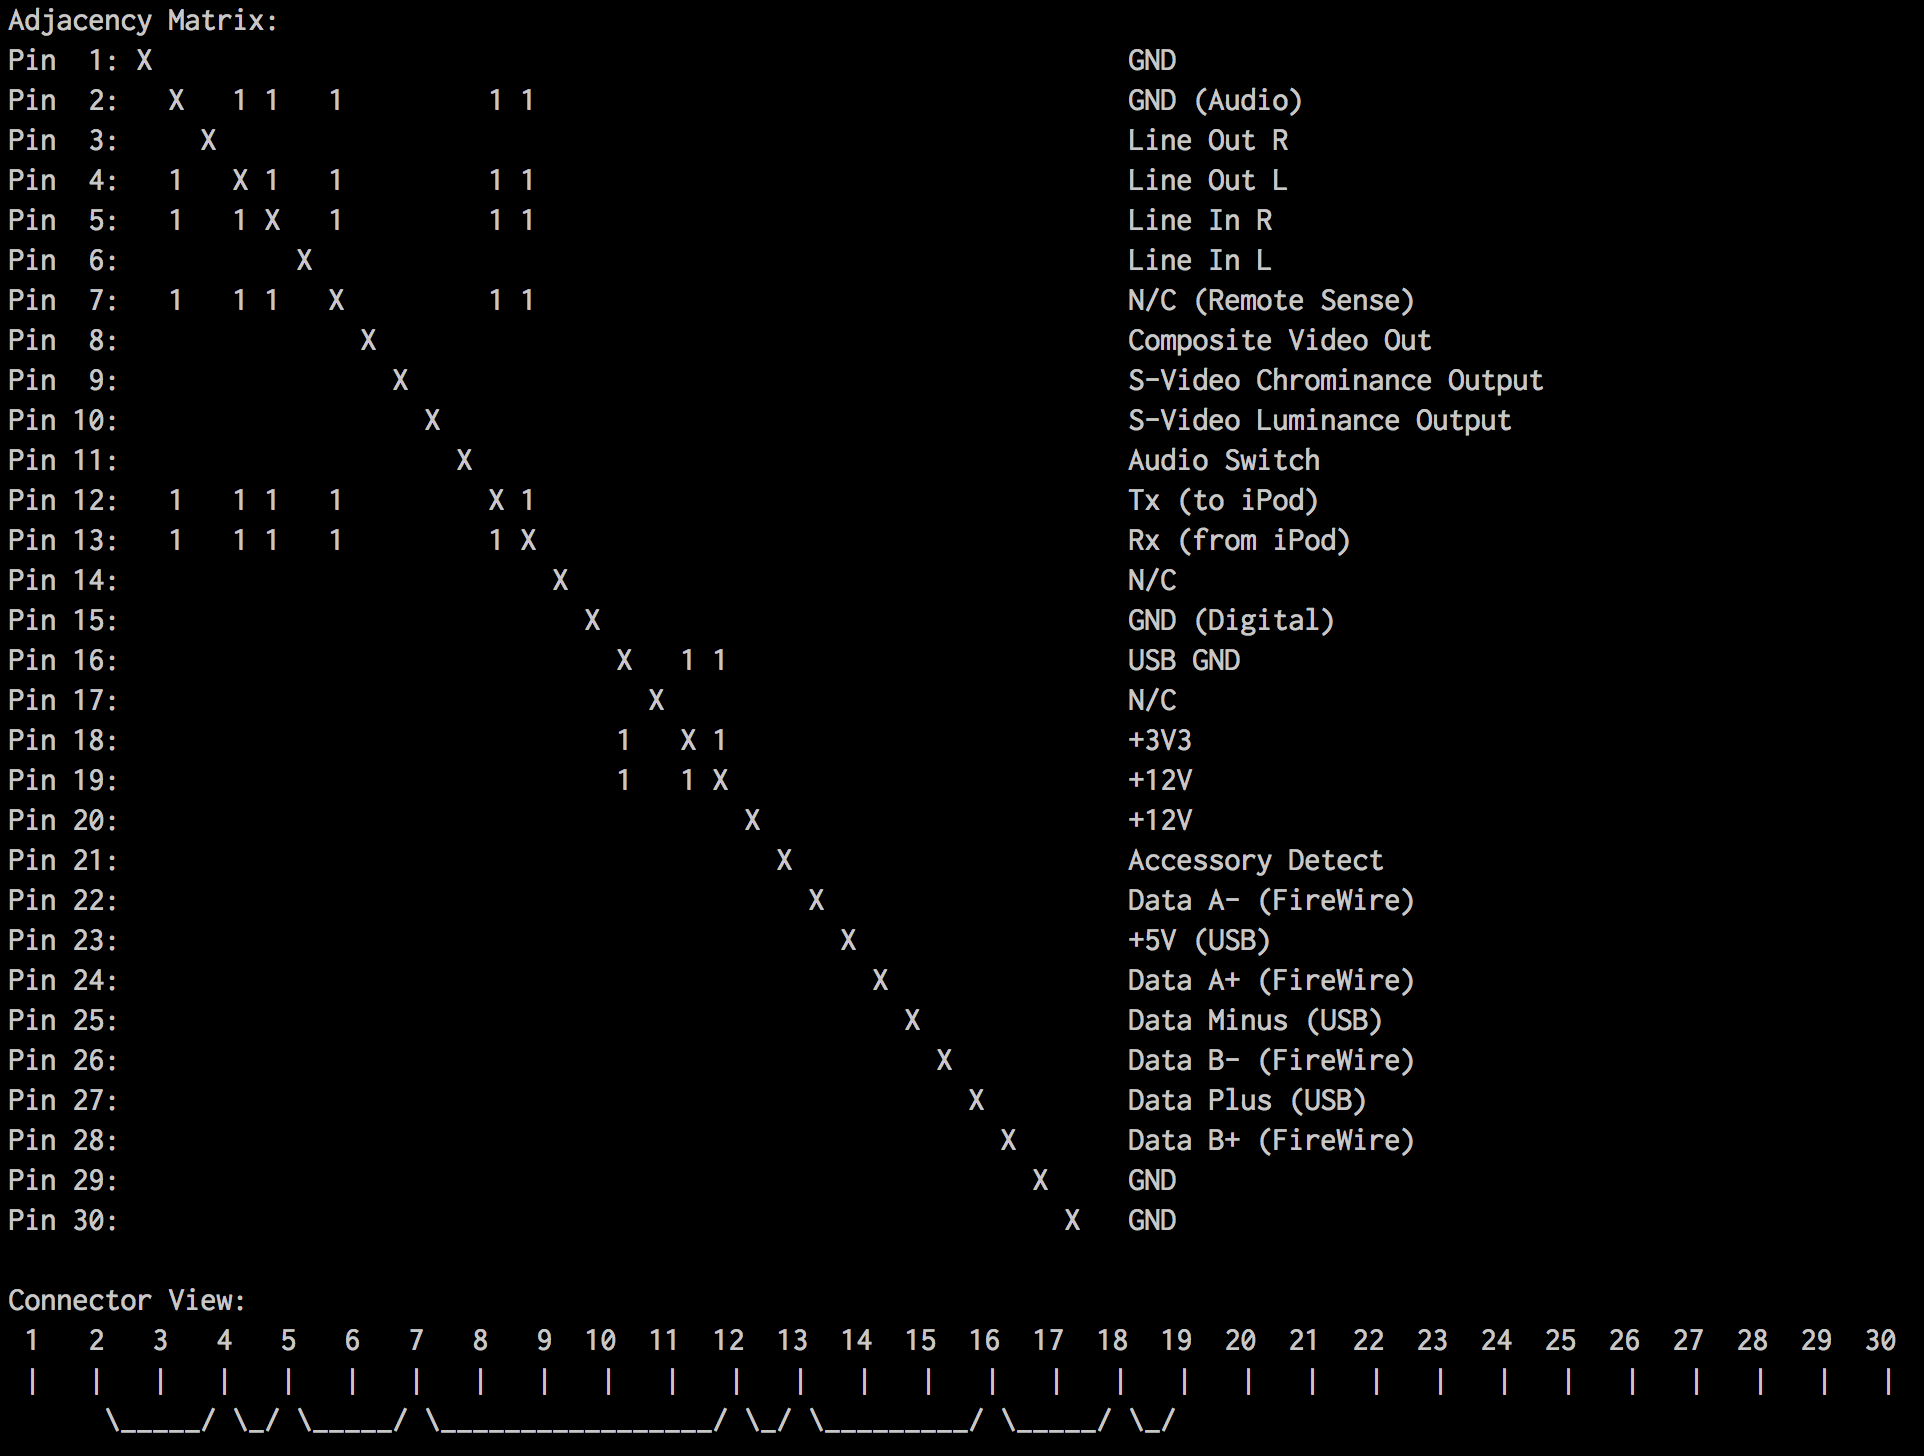 Adjacency Matrix:
Pin  1: X                                                             GND
Pin  2:   X   1 1   1         1 1                                     GND (Audio)
Pin  3:     X                                                         Line Out R
Pin  4:   1   X 1   1         1 1                                     Line Out L
Pin  5:   1   1 X   1         1 1                                     Line In R
Pin  6:           X                                                   Line In L
Pin  7:   1   1 1   X         1 1                                     N/C (Remote Sense)
Pin  8:               X                                               Composite Video Out
Pin  9:                 X                                             S-Video Chrominance Output
Pin 10:                   X                                           S-Video Luminance Output
Pin 11:                     X                                         Audio Switch
Pin 12:   1   1 1   1         X 1                                     Tx (to iPod)
Pin 13:   1   1 1   1         1 X                                     Rx (from iPod)
Pin 14:                           X                                   N/C
Pin 15:                             X                                 GND (Digital)
Pin 16:                               X   1 1                         USB GND
Pin 17:                                 X                             N/C
Pin 18:                               1   X 1                         +3V3
Pin 19:                               1   1 X                         +12V
Pin 20:                                       X                       +12V
Pin 21:                                         X                     Accessory Detect
Pin 22:                                           X                   Data A- (FireWire)
Pin 23:                                             X                 +5V (USB)
Pin 24:                                               X               Data A+ (FireWire)
Pin 25:                                                 X             Data Minus (USB)
Pin 26:                                                   X           Data B- (FireWire)
Pin 27:                                                     X         Data Plus (USB)
Pin 28:                                                       X       Data B+ (FireWire)
Pin 29:                                                         X     GND
Pin 30:                                                           X   GND
Connector View:
 1   2   3   4   5   6   7   8   9  10  11  12  13  14  15  16  17  18  19  20  21  22  23  24  25  26  27  28  29  30
 |   |   |   |   |   |   |   |   |   |   |   |   |   |   |   |   |   |   |   |   |   |   |   |   |   |   |   |   |   |
      \_____/ \_/ \_____/ \_________________/ \_/ \_________/ \_____/ \_/